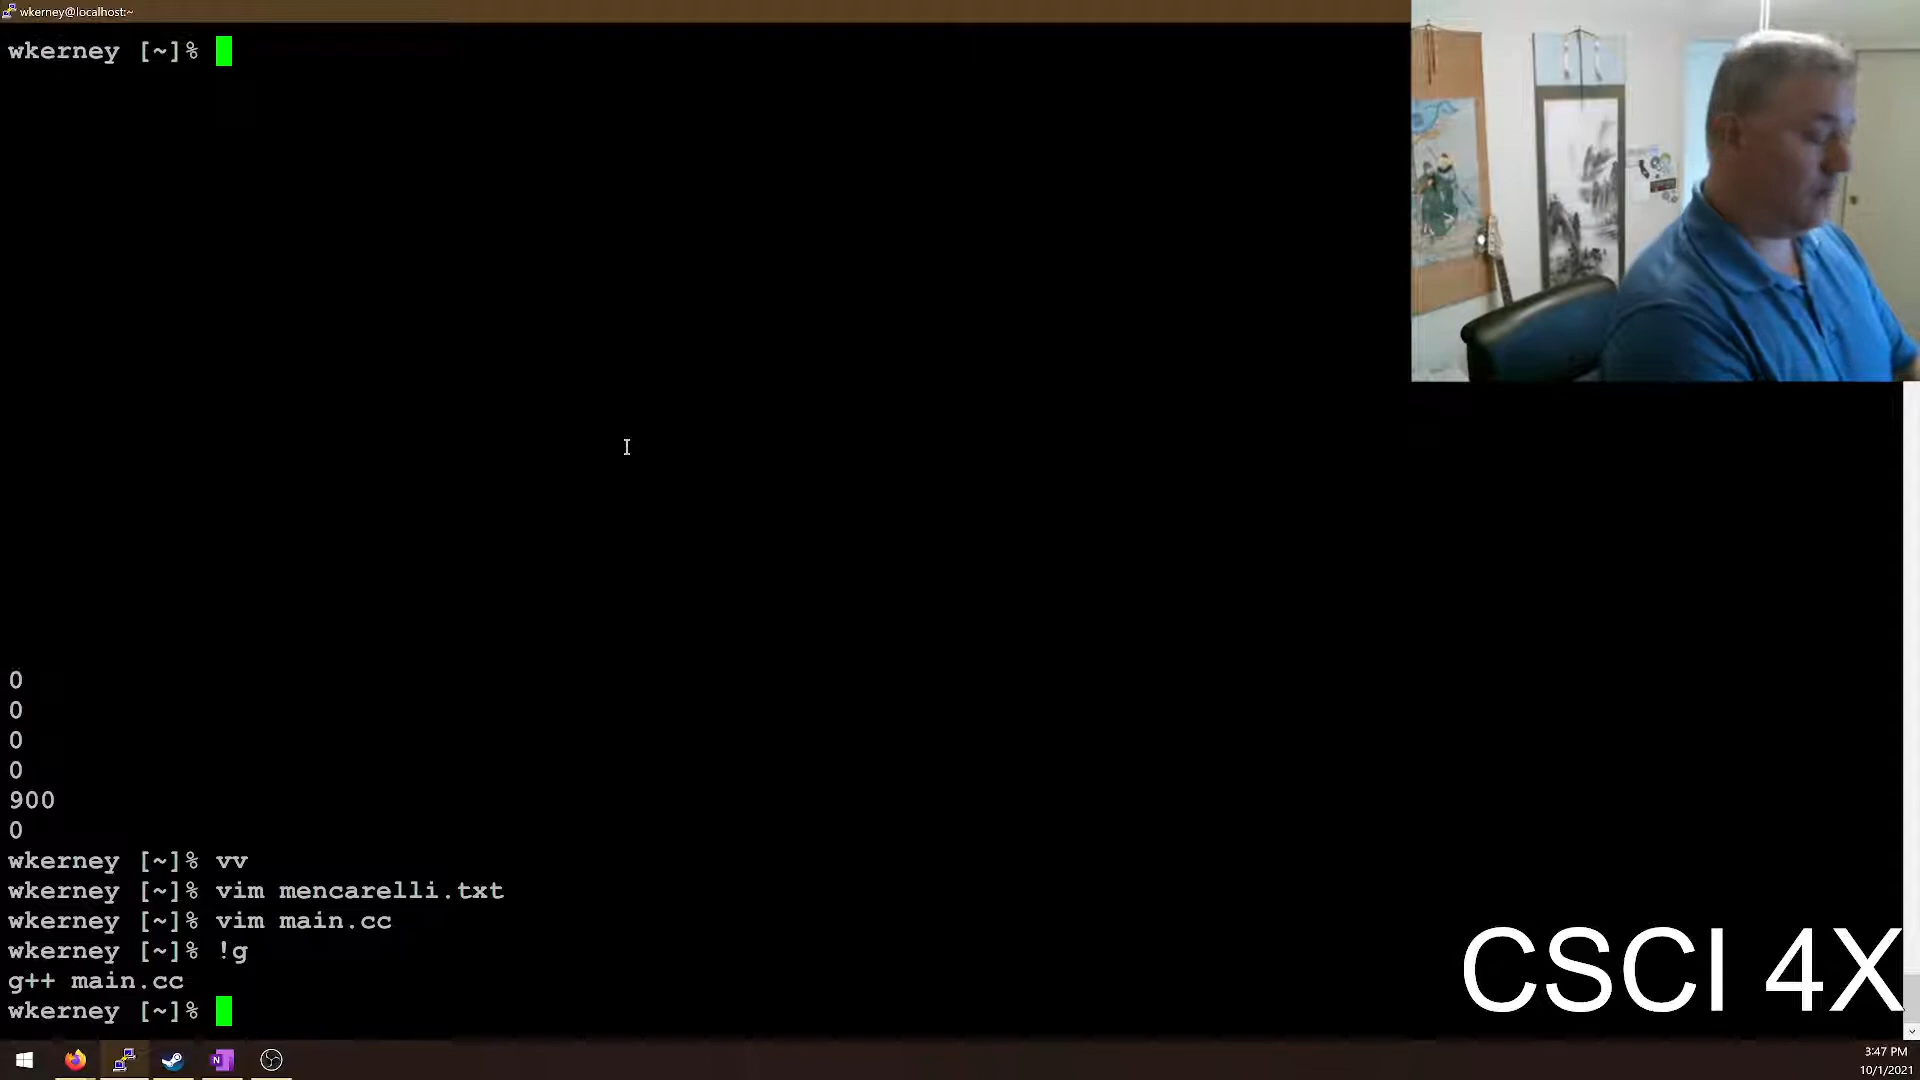 wkerney@localhost:~
wkerney [~]%
0
0
0
0
900
0
wkerney [~]% vv
wkerney [~]% vim mencarelli.txt
wkerney [~]% vim main.cc
wkerney [~]% !g
g++ main.cc
wkerney [~]%
CSCI 4X
N
3:47 PM
10/1/2021